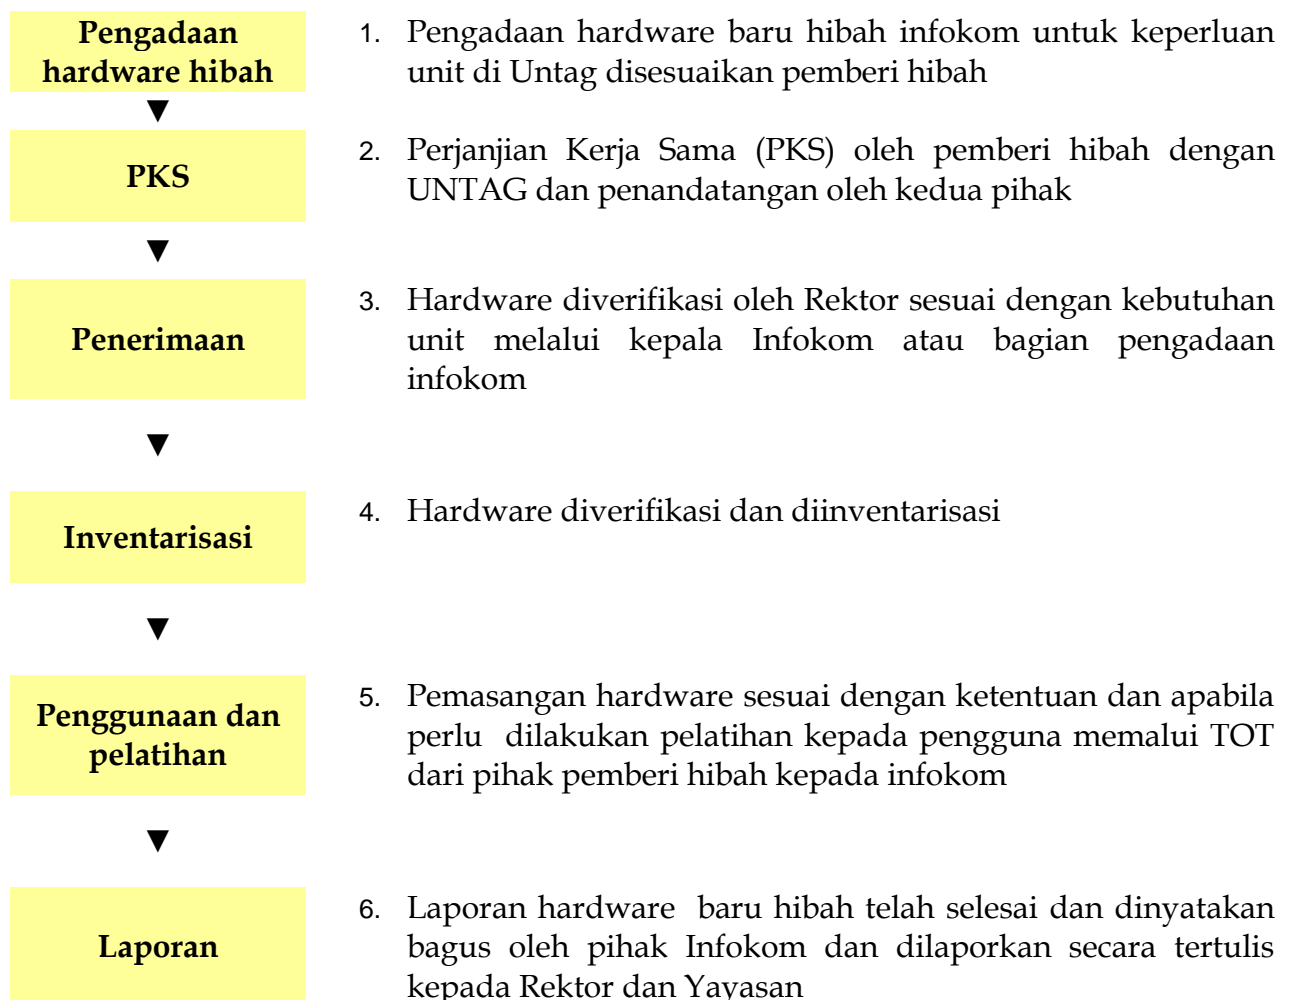 Pengadaan
hardware hibah
1. Pengadaan hardware baru hibah infokom untuk keperluan
unit di Untag disesuaikan pemberi hibah
▼
PKS
2. Perjanjian Kerja Sama (PKS) oleh pemberi hibah dengan
UNTAG dan penandatangan oleh kedua pihak
▼
Penerimaan
3. Hardware diverifikasi oleh Rektor sesuai dengan kebutuhan
unit melalui kepala Infokom atau bagian pengadaan
infokom
▼
Inventarisasi
4. Hardware diverifikasi dan diinventarisasi
▼
Penggunaan dan
pelatihan
5. Pemasangan hardware sesuai dengan ketentuan dan apabila
perlu dilakukan pelatihan kepada pengguna memalui TOT
dari pihak pemberi hibah kepada infokom
▼
Laporan
6. Laporan hardware baru hibah telah selesai dan dinyatakan
bagus oleh pihak Infokom dan dilaporkan secara tertulis
kepada Rektor dan Yayasan